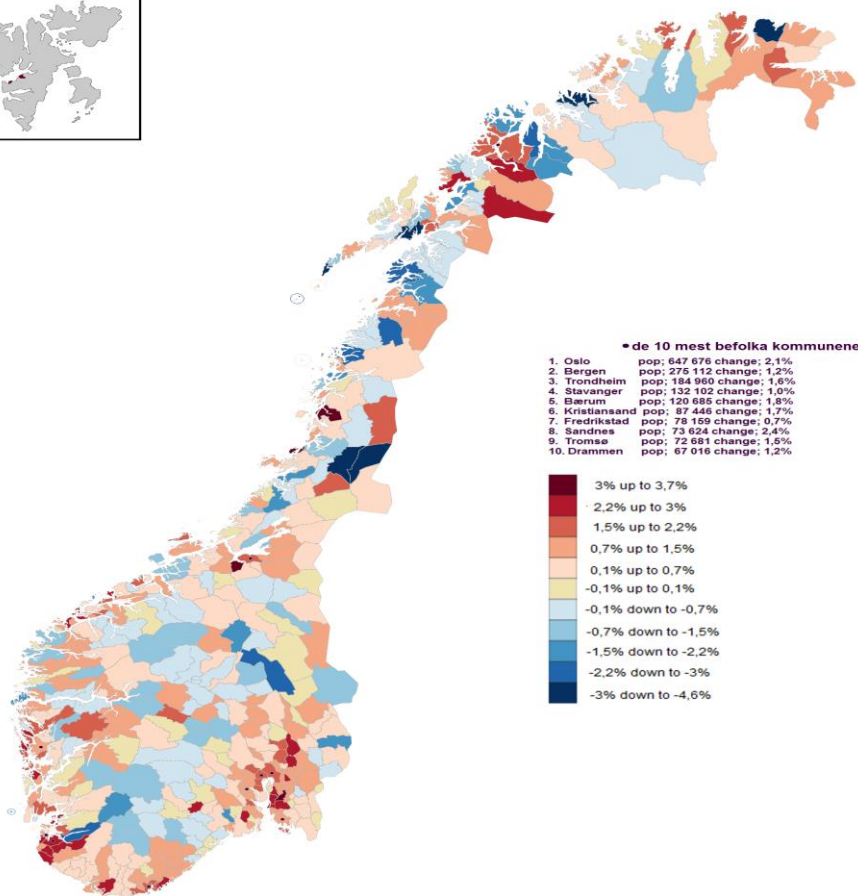 • de 10 mest befolka kommunene
1. Oslo pop; 647 676 change; 2,1%
2. Bergen pop; 275 112 change; 1,2%
3. Trondheim pop; 184 960 change; 1,6%
4. Stavanger pop; 132 102 change; 1,0%
5. Bærum pop; 120 685 change; 1,8%
6. Kristiansand pop; 87 446 change; 1,7%
7. Fredrikstad pop; 78 159 change; 0,7%
8. Sandnes pop; 73 624 change; 2,4%
9. Tromsø pop; 72 681 change; 1,5%
10. Drammen pop; 67 016 change; 1,2%
3% up to 3,7%
2,2% up to 3%
1,5% up to 2,2%
0,7% up to 1,5%
0,1% up to 0,7%
-0,1% up to 0,1%
-0,1% down to -0,7%
-0,7% down to -1,5%
-1,5% down to -2,2%
-2,2% down to -3%
-3% down to -4,6%